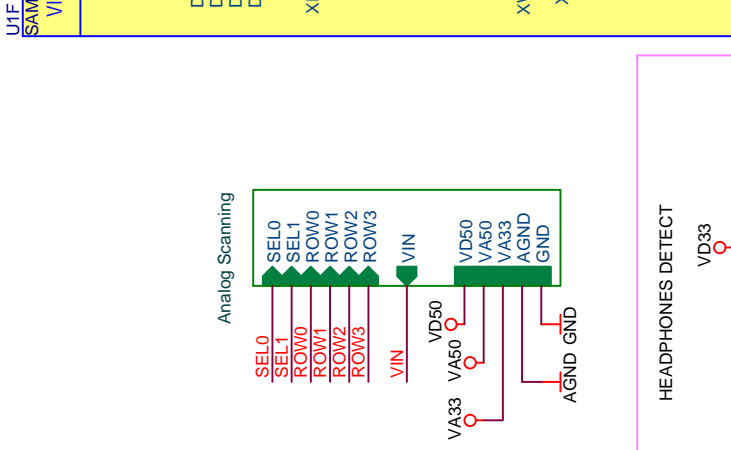 U1F
SAM
VI
Analog Scanning
SEL0
SEL1
ROW0
ROW1
ROW2
ROW3
VIN
VD50
VA50
VA33
AGND
GND
SEL0
SEL1
ROW0
ROW1
ROW2
ROW3
VIN
VD50
VA50
VA33
AGND
GND
HEADPHONES DETECT
VD33